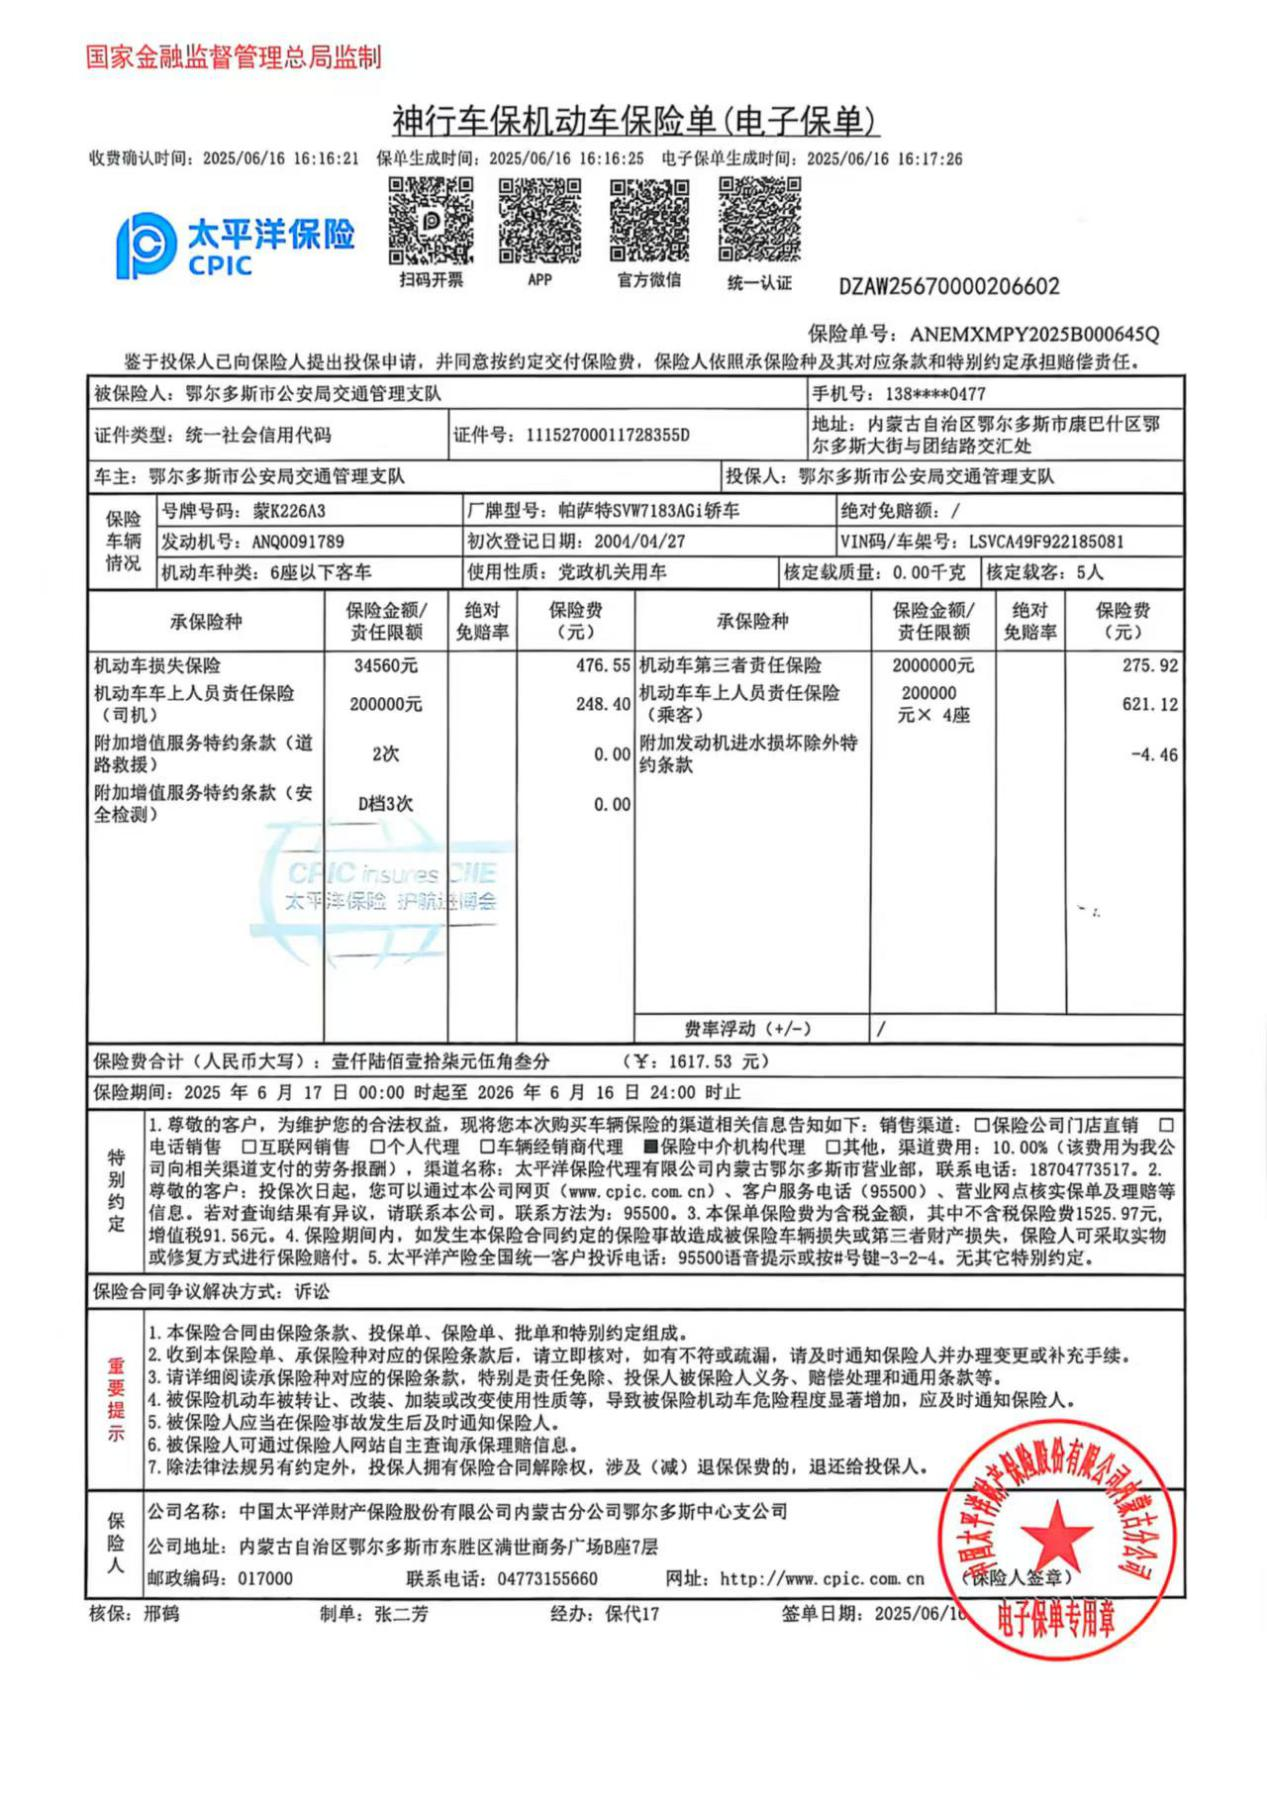 国家金融监督管理总局监制
神行车保机动车保险单(电子保单)
收费确认时间：2025/06/16 16:16:21 保单生成时间：2025/06/16 16:16:25 电子保单生成时间：2025/06/16 16:17:26
太平洋保险
CPIC
扫码开票 APP 官方微信 统一认证
DZAW25670000206602
保险单号：ANEMXMPY2025B000645Q
鉴于投保人已向保险人提出投保申请，并同意按约定交付保险费，保险人依照承保险种及其对应条款和特别约定承担赔偿责任。
被保险人：鄂尔多斯市公安局交通管理支队 手机号：138****0477
证件类型：统一社会信用代码 证件号：11152700011728355D 地址：内蒙古自治区鄂尔多斯市康巴什区鄂
尔多斯大街与团结路交汇处
车主：鄂尔多斯市公安局交通管理支队 投保人：鄂尔多斯市公安局交通管理支队
保险
车辆
情况
号牌号码：蒙K226A3 厂牌型号：帕萨特SVW7183AGi轿车 绝对免赔额：/
发动机号：ANQ0091789 初次登记日期：2004/04/27 VIN码/车架号：LSVCA49F922185081
机动车种类：6座以下客车 使用性质：党政机关用车 核定载质量：0.00千克 核定载客：5人
承保险种 保险金额/ 绝对 保险费 承保险种 保险金额/ 绝对 保险费
责任限额 免赔率 （元） 责任限额 免赔率 （元）
机动车损失保险 34560元 476.55 机动车第三者责任保险 2000000元 275.92
机动车车上人员责任保险 200000元 248.40 机动车车上人员责任保险 200000 621.12
（司机） （乘客） 元× 4座
附加增值服务特约条款（道 2次 0.00 附加发动机进水损坏除外特 -4.46
路救援） 约条款
附加增值服务特约条款（安 D档3次 0.00
全检测）
CPIC insures CIIE
太平洋保险 护航进博会
费率浮动（+/-） /
保险费合计（人民币大写）：壹仟陆佰壹拾柒元伍角叁分 （￥：1617.53 元）
保险期间：2025 年 6 月 17 日 00:00 时起至 2026 年 6 月 16 日 24:00 时止
特
别
约
定
1.尊敬的客户，为维护您的合法权益，现将您本次购买车辆保险的渠道相关信息告知如下：销售渠道：□保险公司门店直销 □
电话销售 □互联网销售 □个人代理 □车辆经销商代理 ■保险中介机构代理 □其他，渠道费用：10.00%（该费用为我公
司向相关渠道支付的劳务报酬），渠道名称：太平洋保险代理有限公司内蒙古鄂尔多斯市营业部，联系电话：18704773517。2.
尊敬的客户：投保次日起，您可以通过本公司网页（www.cpic.com.cn）、客户服务电话（95500）、营业网点核实保单及理赔等
信息。若对查询结果有异议，请联系本公司。联系方法为：95500。3.本保单保险费为含税金额，其中不含税保险费1525.97元，
增值税91.56元。4.保险期间内，如发生本保险合同约定的保险事故造成被保险车辆损失或第三者财产损失，保险人可采取实物
或修复方式进行保险赔付。5.太平洋产险全国统一客户投诉电话：95500语音提示或按#号键-3-2-4。无其它特别约定。
保险合同争议解决方式：诉讼
重
要
提
示
1.本保险合同由保险条款、投保单、保险单、批单和特别约定组成。
2.收到本保险单、承保险种对应的保险条款后，请立即核对，如有不符或疏漏，请及时通知保险人并办理变更或补充手续。
3.请详细阅读承保险种对应的保险条款，特别是责任免除、投保人被保险人义务、赔偿处理和通用条款等。
4.被保险机动车被转让、改装、加装或改变使用性质等，导致被保险机动车危险程度显著增加，应及时通知保险人。
5.被保险人应当在保险事故发生后及时通知保险人。
6.被保险人可通过保险人网站自主查询承保理赔信息。
7.除法律法规另有约定外，投保人拥有保险合同解除权，涉及（减）退保保费的，退还给投保人。
保
险
人
公司名称：中国太平洋财产保险股份有限公司内蒙古分公司鄂尔多斯中心支公司
公司地址：内蒙古自治区鄂尔多斯市东胜区满世商务广场B座7层
邮政编码：017000 联系电话：04773155660 网址：http://www.cpic.com.cn （保险人签章）
核保：邢鹤 制单：张二芳 经办：保代17 签单日期：2025/06/16
中国太平洋财产保险股份有限公司内蒙古分公司
电子保单专用章